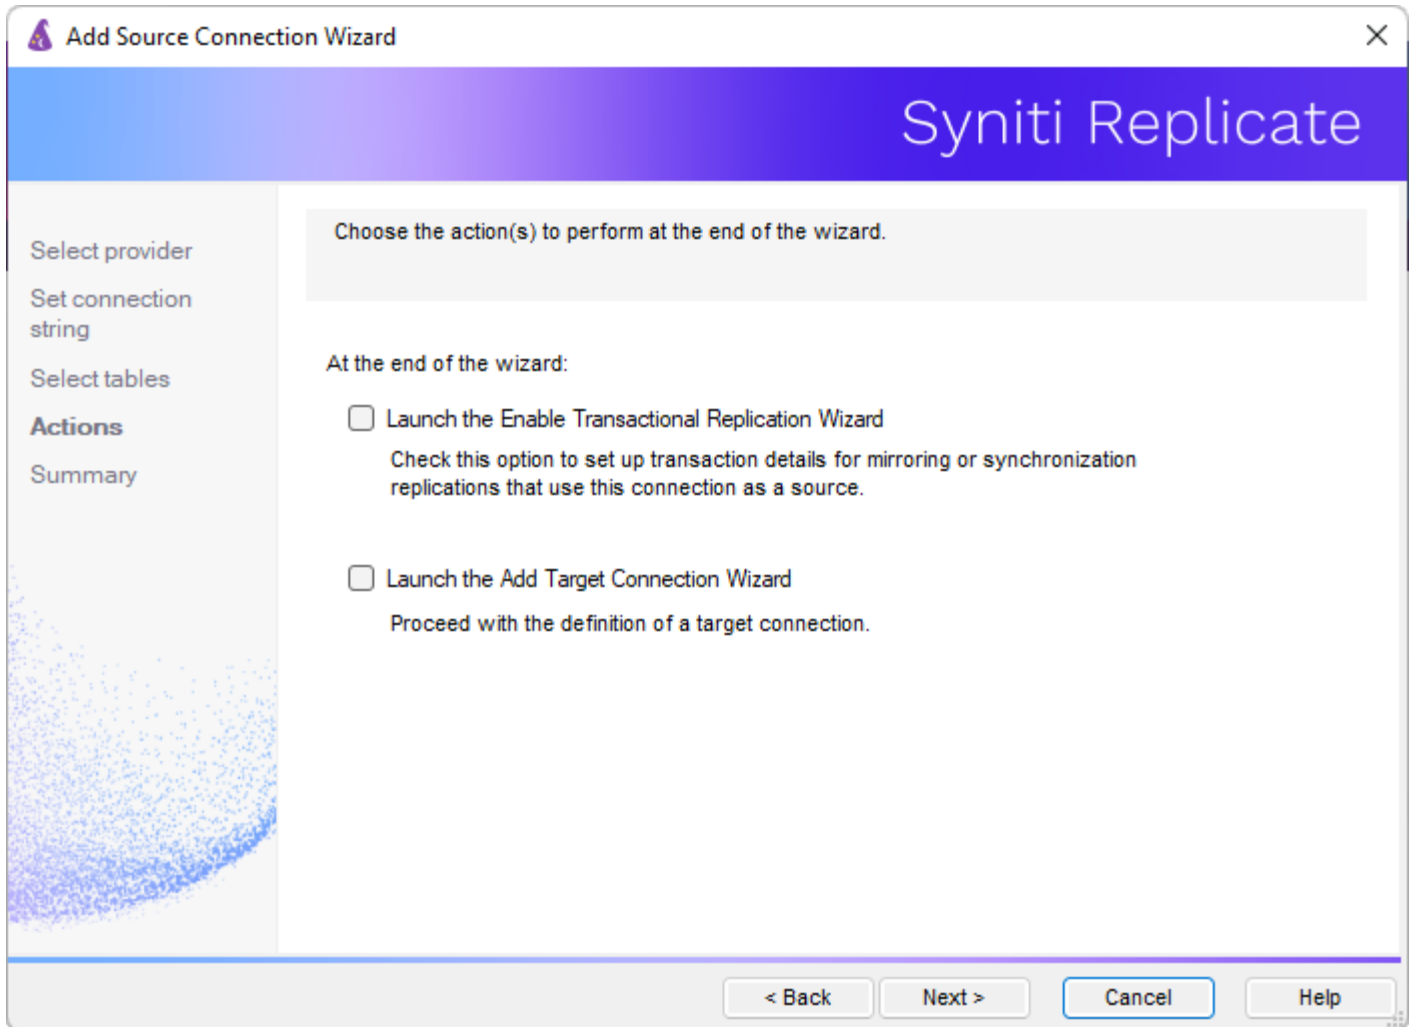 Add Source Connection Wizard
Syniti Replicate
Select provider
Set connection
string
Select tables
Actions
Summary
Choose the action(s) to perform at the end of the wizard.
At the end of the wizard:
Launch the Enable Transactional Replication Wizard
Check this option to set up transaction details for mirroring or synchronization
replications that use this connection as a source.
Launch the Add Target Connection Wizard
Proceed with the definition of a target connection.
< Back
Next >
Cancel
Help